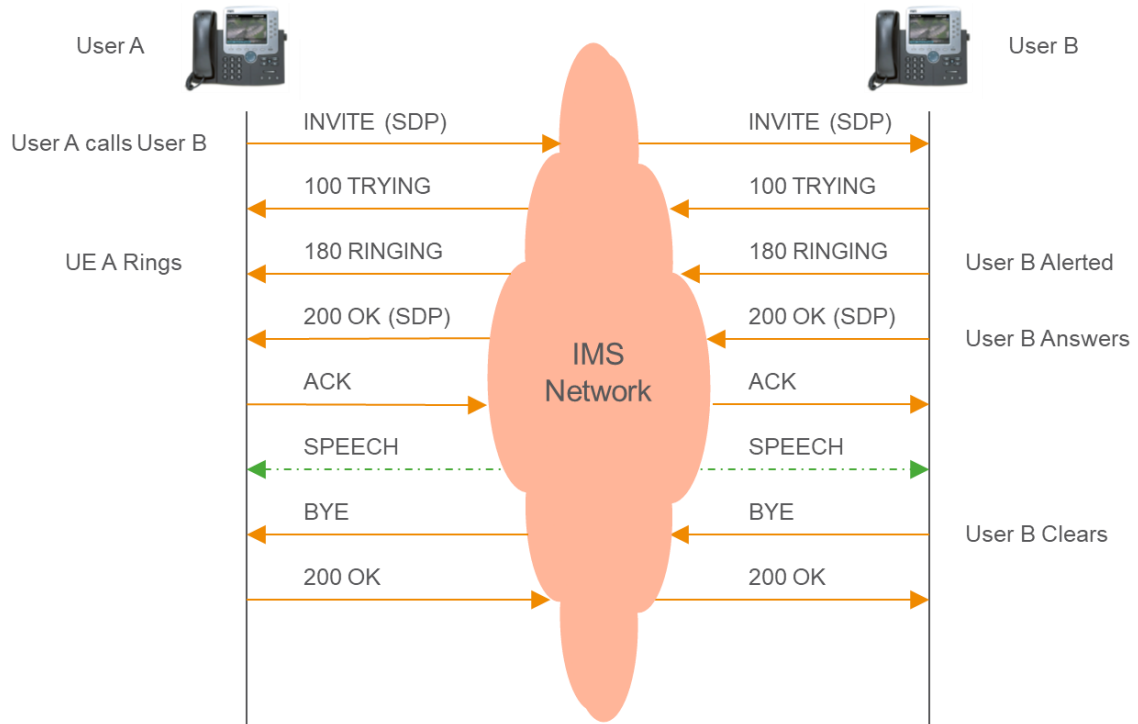 User A
User B
INVITE (SDP)
INVITE (SDP)
User A calls User B
100 TRYING
100 TRYING
180 RINGING
180 RINGING
UE A Rings
User B Alerted
200 OK (SDP)
200 OK (SDP)
User B Answers
IMS
Network
ACK
ACK
SPEECH
SPEECH
BYE
BYE
User B Clears
200 OK
200 OK